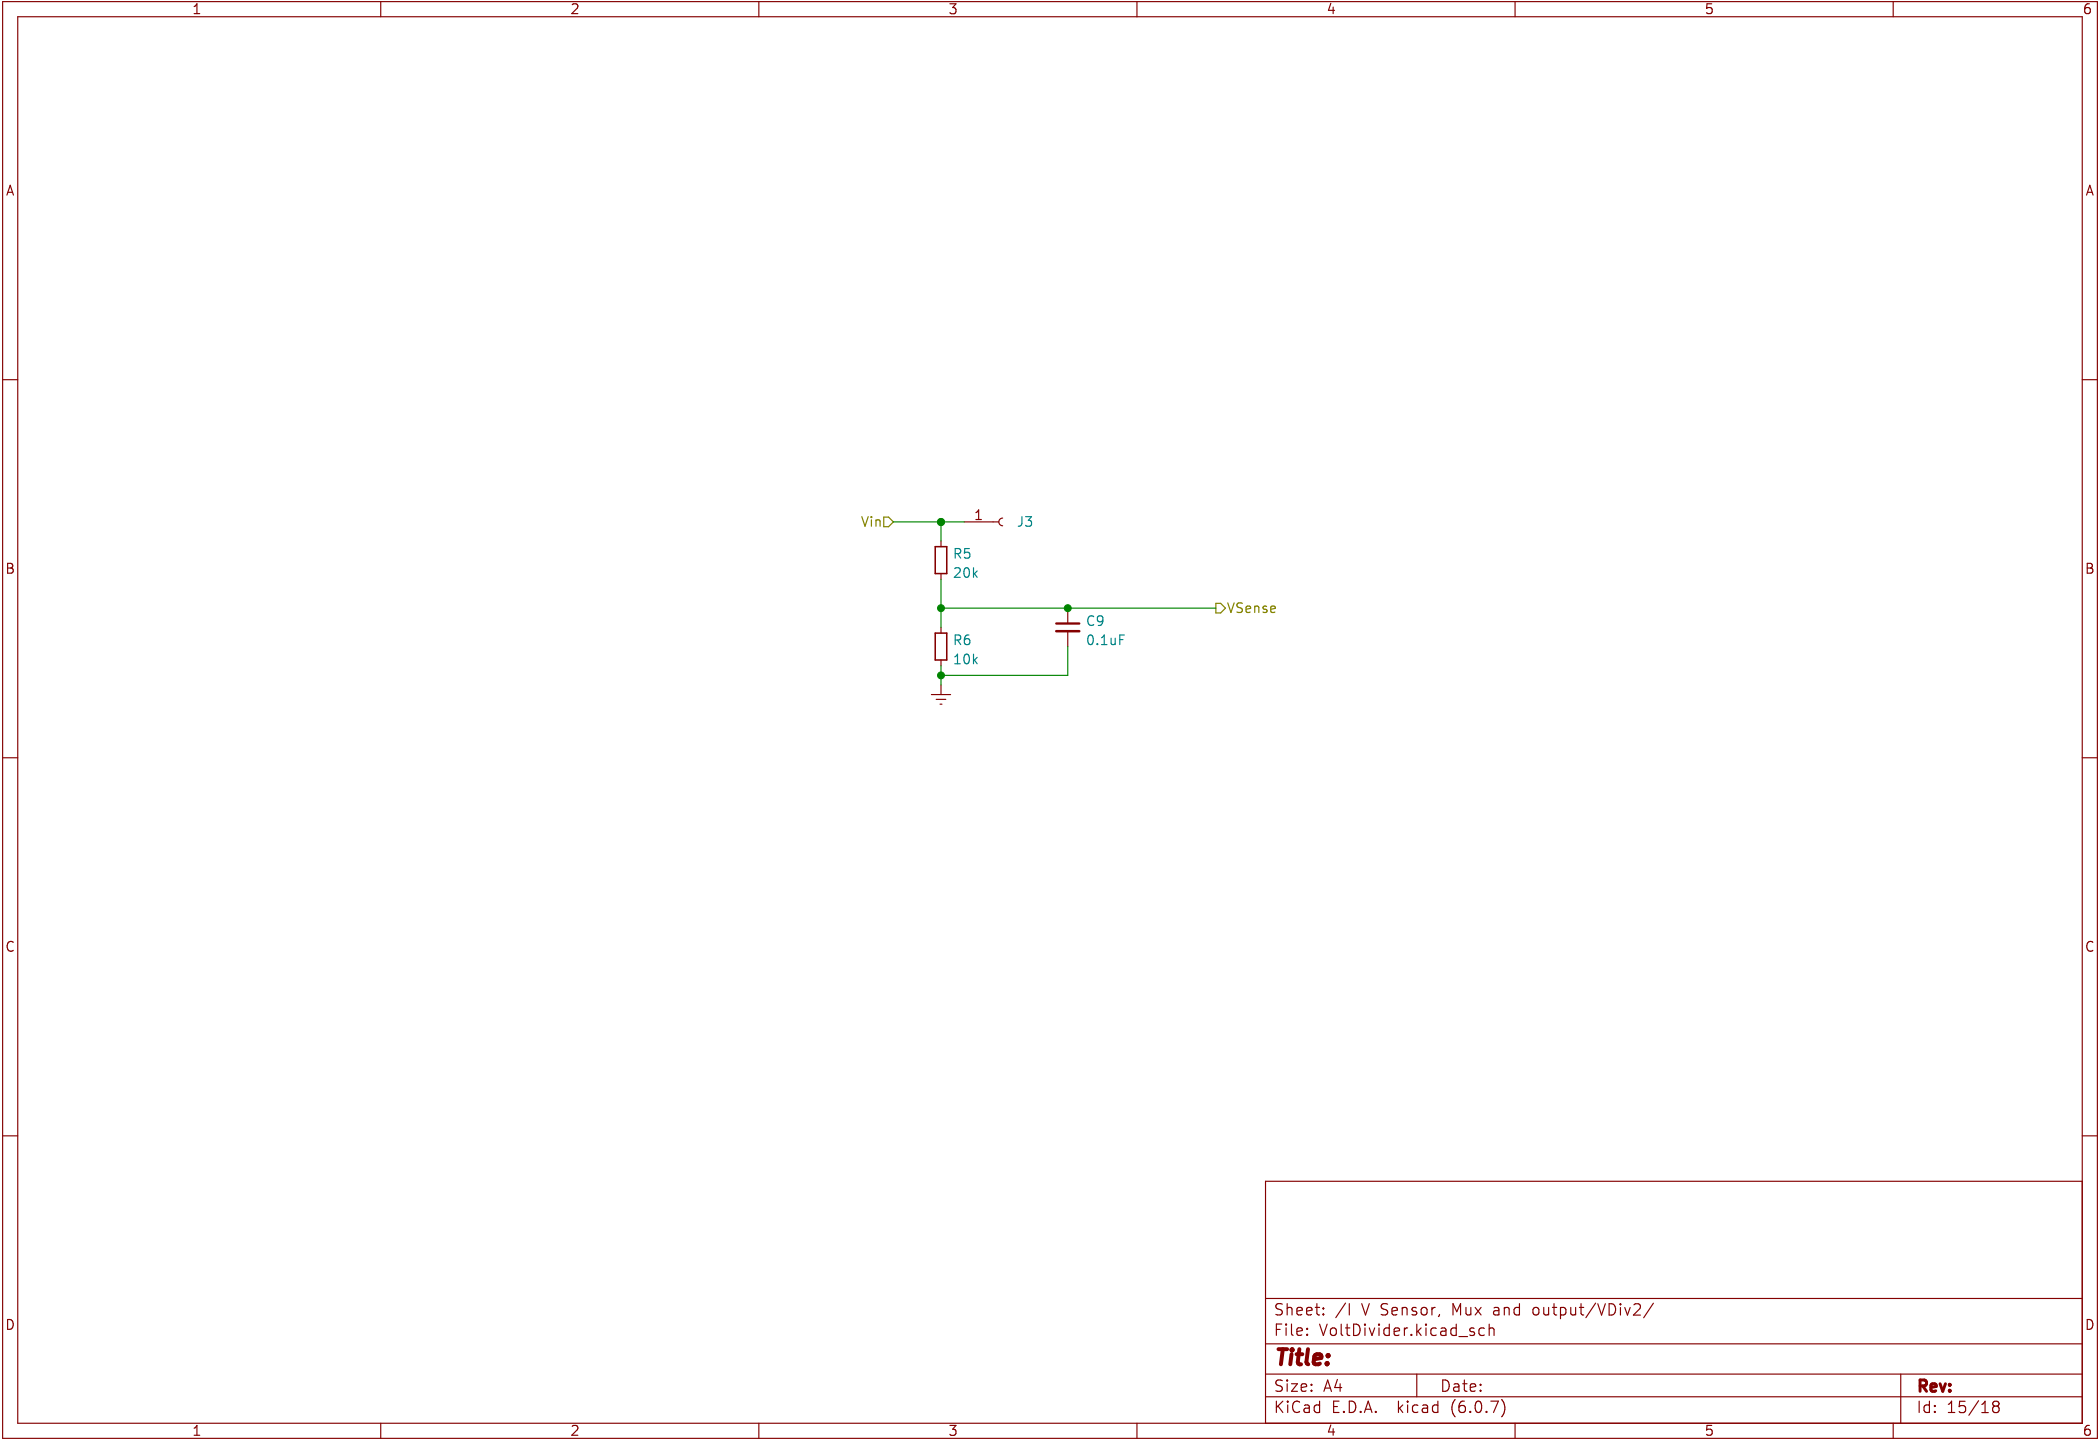 1 2 3 4 5 6
A A
Vin 1 J3
R5
20k
B B
VSense
C9
0.1uF
R6
10k
C C
Sheet: /I V Sensor, Mux and output/VDiv2/
D D
File: VoltDivider.kicad_sch
Title:
Size: A4 Date: Rev:
KiCad E.D.A. kicad (6.0.7) Id: 15/18
1 2 3 4 5 6